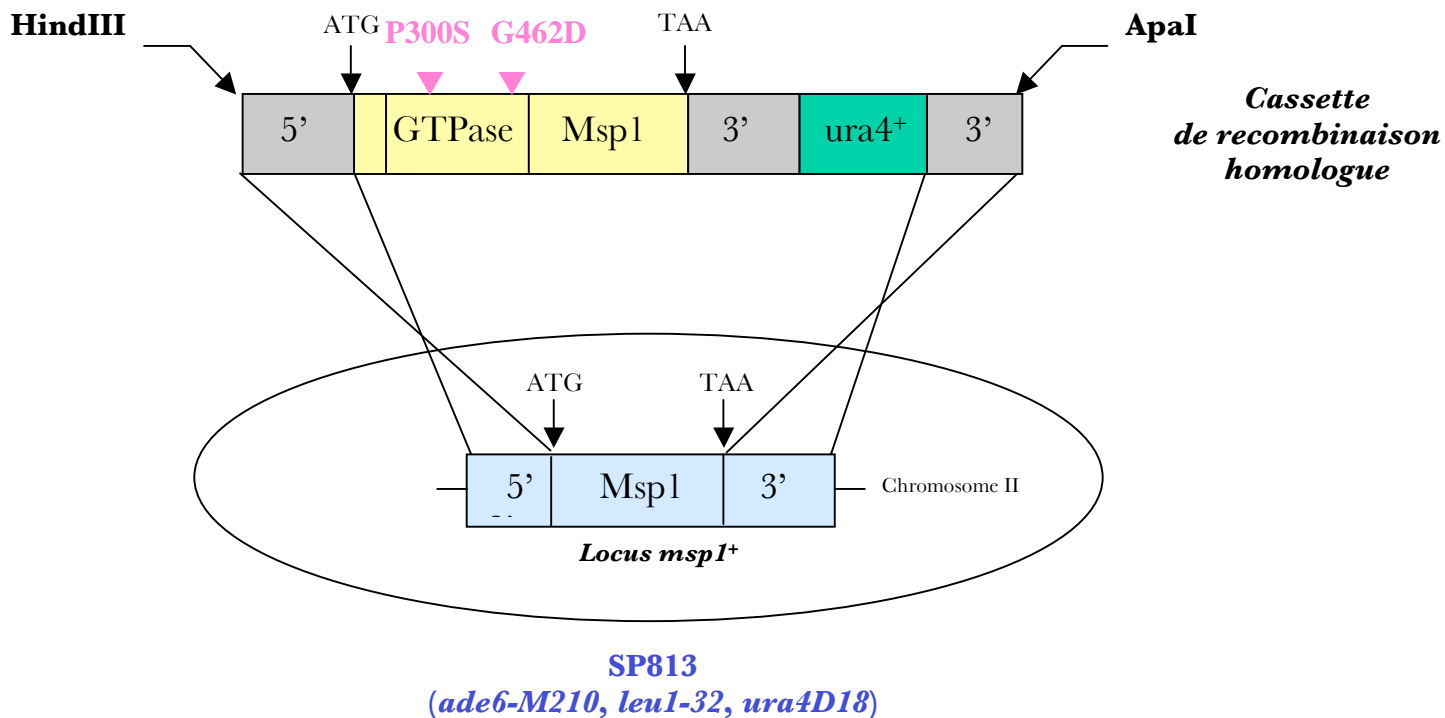 HindIII
ATG
P300S G462D
TAA
ApaI
5’ GTPase Msp1 3’ ura4+ 3’
Cassette
de recombinaison
homologue
ATG TAA
5’ Msp1 3’
Chromosome II
Locus msp1+
SP813
(ade6-M210, leu1-32, ura4D18)